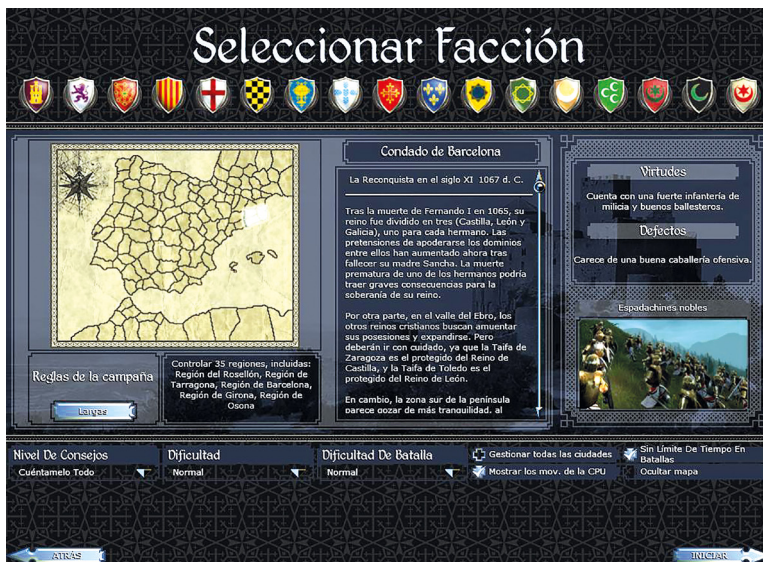 Seleccionar Facción
Condado de Barcelona
La Reconquista en el siglo XI 1067 d. C.
Tras la muerte de Fernando I en 1065, su
reino fue dividido en tres (Castilla, León y
Galicia), uno para cada hermano. Las
pretensiones de apoderarse los dominios
entre ellos han aumentado ahora tras
fallecer su madre Sancha. La muerte
prematura de uno de los hermanos podría
traer graves consecuencias para la
soberanía de su reino.
Por otra parte, en el valle del Ebro, los
otros reinos cristianos buscan amuentar
sus posesiones y expandirse. Pero
deberán ir con cuidado, ya que la Taifa de
Zaragoza es el protegido del Reino de
Castilla, y la Taifa de Toledo es el
protegido del Reino de León.
En cambio, la zona sur de la península
parece gozar de más tranquilidad, al
Virtudes
Cuenta con una fuerte infantería de
milicia y buenos ballesteros.
Defectos
Carece de una buena caballería ofensiva.
Espadachines nobles
Reglas de la campaña
Largas
Controlar 35 regiones, incluidas:
Región del Rosellón, Región de
Tarragona, Región de Barcelona,
Región de Girona, Región de
Osona
Nivel De Consejos
Cuéntamelo Todo
Dificultad
Normal
Dificultad De Batalla
Normal
Gestionar todas las ciudades
Mostrar los mov. de la CPU
Sin Límite De Tiempo En
Batallas
Ocultar mapa
ATRÁS
INICIAR